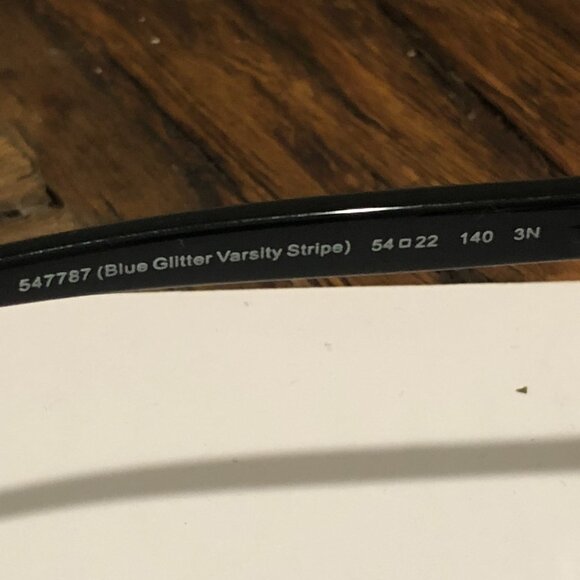 547787 (Blue Glitter Varsity Stripe) 54□22 140 3N